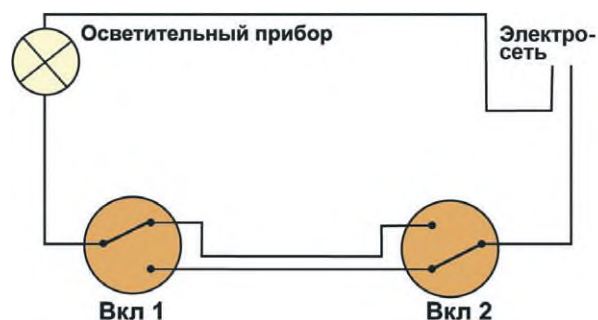 Осветительный прибор
Электро-
сеть
Вкл 1
Вкл 2